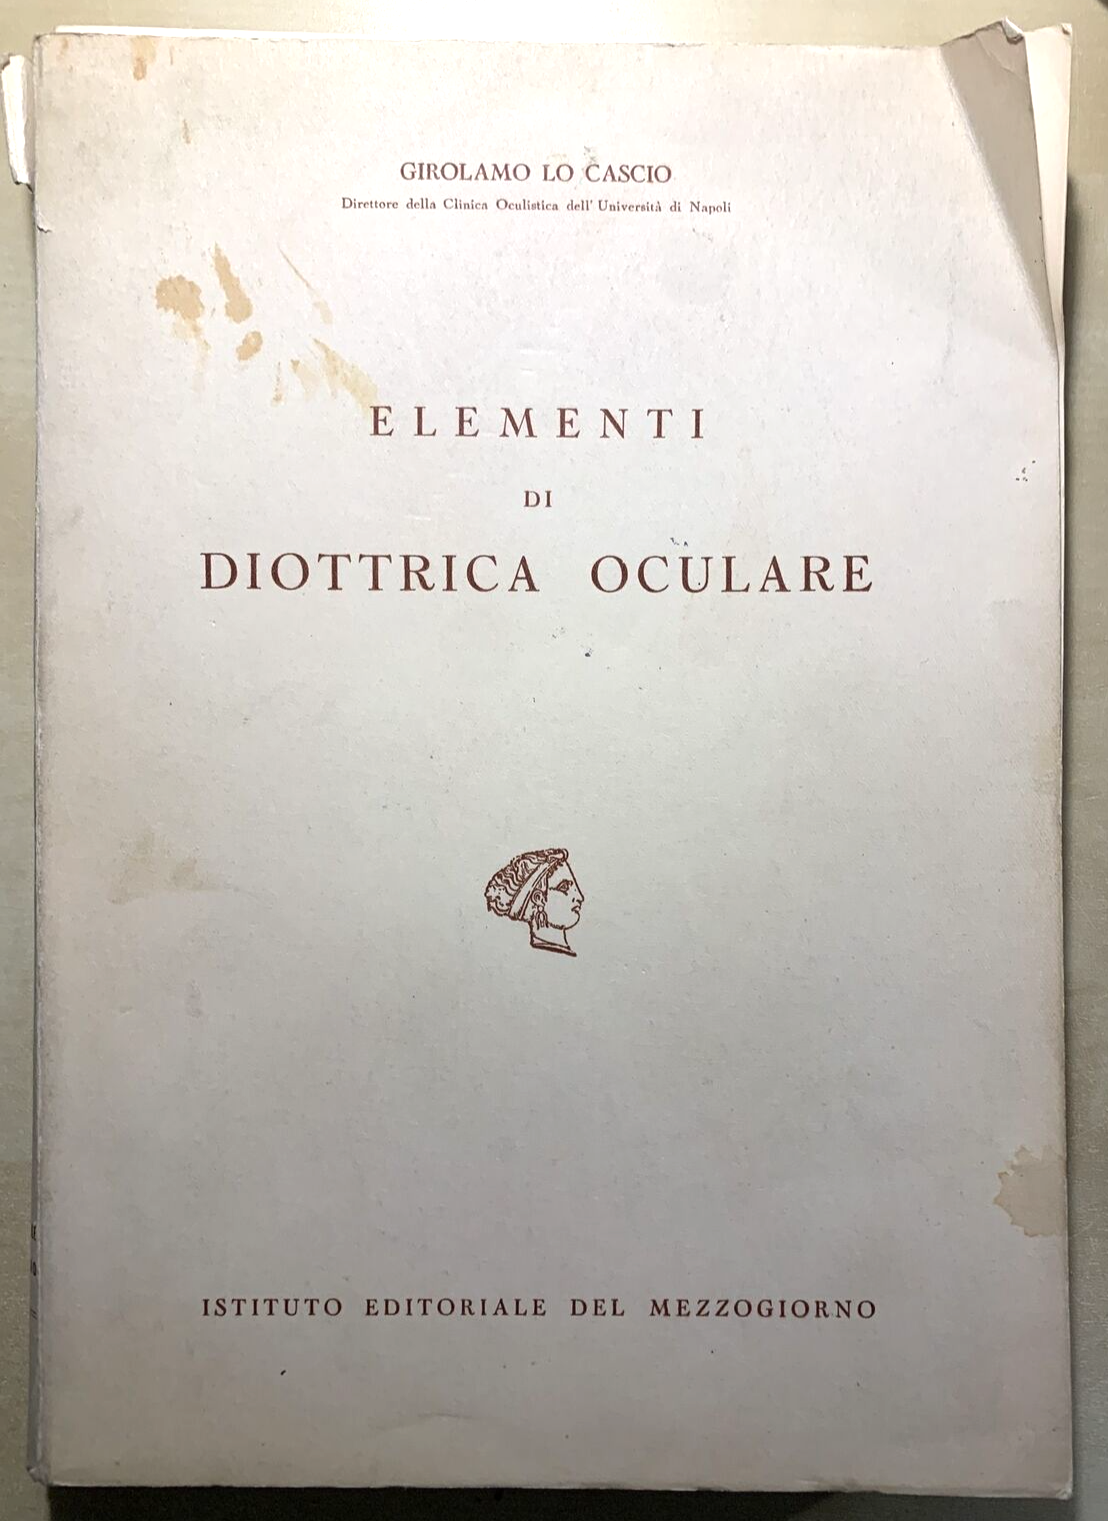 GIROLAMO LO CASCIO
Direttore della Clinica Oculistica dell' Università di Napoli
ELEMENTI
DI
DIOTTRICA OCULARE
ISTITUTO EDITORIALE DEL MEZZOGIORNO